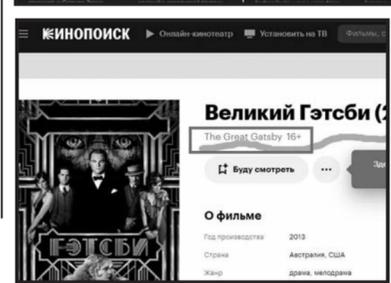 КИНОПОИСК Онлайн-кинотеатр Установить на ТВ Фильмы, с
Великий Гэтсби (2
The Great Gatsby 16+
Буду смотреть ...
О фильме
Год производства 2013
Страна Австралия, США
Жанр драма, мелодрама
ГЭТСБИ